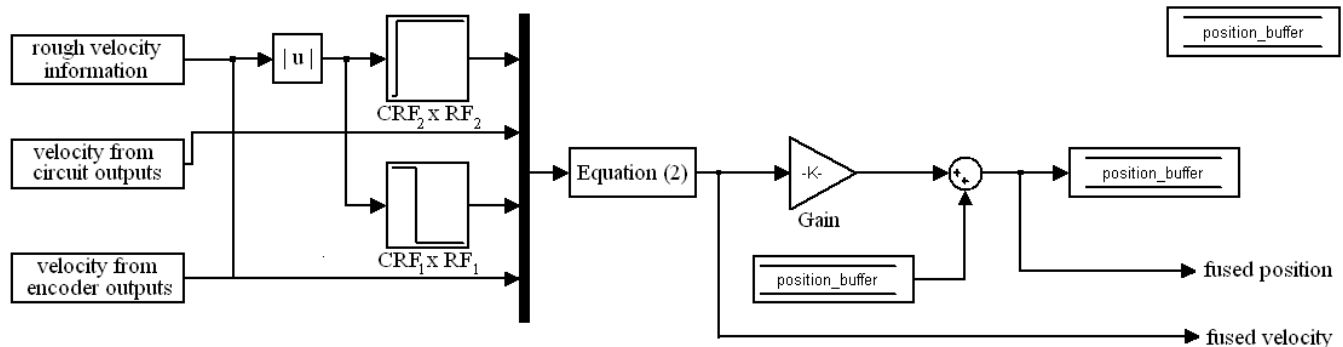 position_buffer
rough velocity
information
| u |
CRF2 x RF2
velocity from
circuit outputs
Equation (2)
-K-
Gain
+
+
position_buffer
velocity from
encoder outputs
CRF1 x RF1
position_buffer
fused position
fused velocity